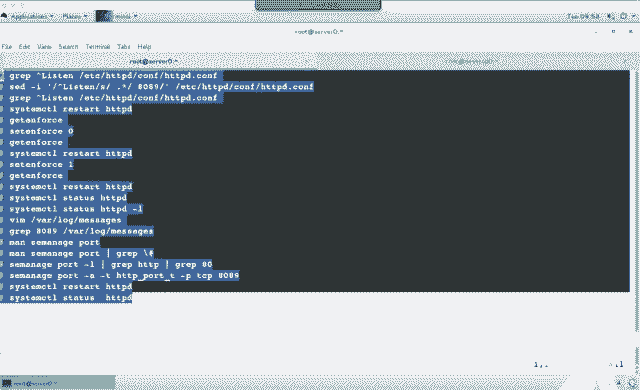 Applications Places
Tue 09:58
root@server0:~
File Edit View Search Terminal Tabs Help
root@server0:~
# grep ^Listen /etc/httpd/conf/httpd.conf
# sed -i '/^Listen/s/ .*/ 8089/' /etc/httpd/conf/httpd.conf
# grep ^Listen /etc/httpd/conf/httpd.conf
# systemctl restart httpd
# getenforce
# setenforce 0
# getenforce
# systemctl restart httpd
# setenforce 1
# getenforce
# systemctl restart httpd
# systemctl status httpd
# systemctl status httpd -l
# vim /var/log/messages
# grep 8089 /var/log/messages
# man semanage port
# man semanage port | grep \#
# semanage port -l | grep http | grep 80
# semanage port -a -t http_port_t -p tcp 8089
# systemctl restart httpd
# systemctl status httpd
root@server0:~